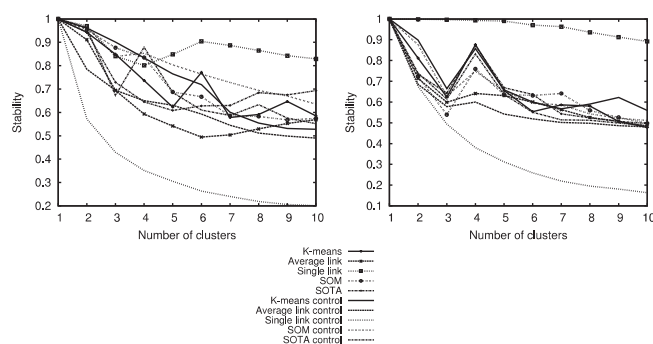 1
0.9
0.8
0.7
0.6
0.5
0.4
0.3
0.2
Stability
1 2 3 4 5 6 7 8 9 10
Number of clusters
1
0.9
0.8
0.7
0.6
0.5
0.4
0.3
0.2
0.1
Stability
1 2 3 4 5 6 7 8 9 10
Number of clusters
K-means
Average link
Single link
SOM
SOTA
K-means control
Average link control
Single link control
SOM control
SOTA control